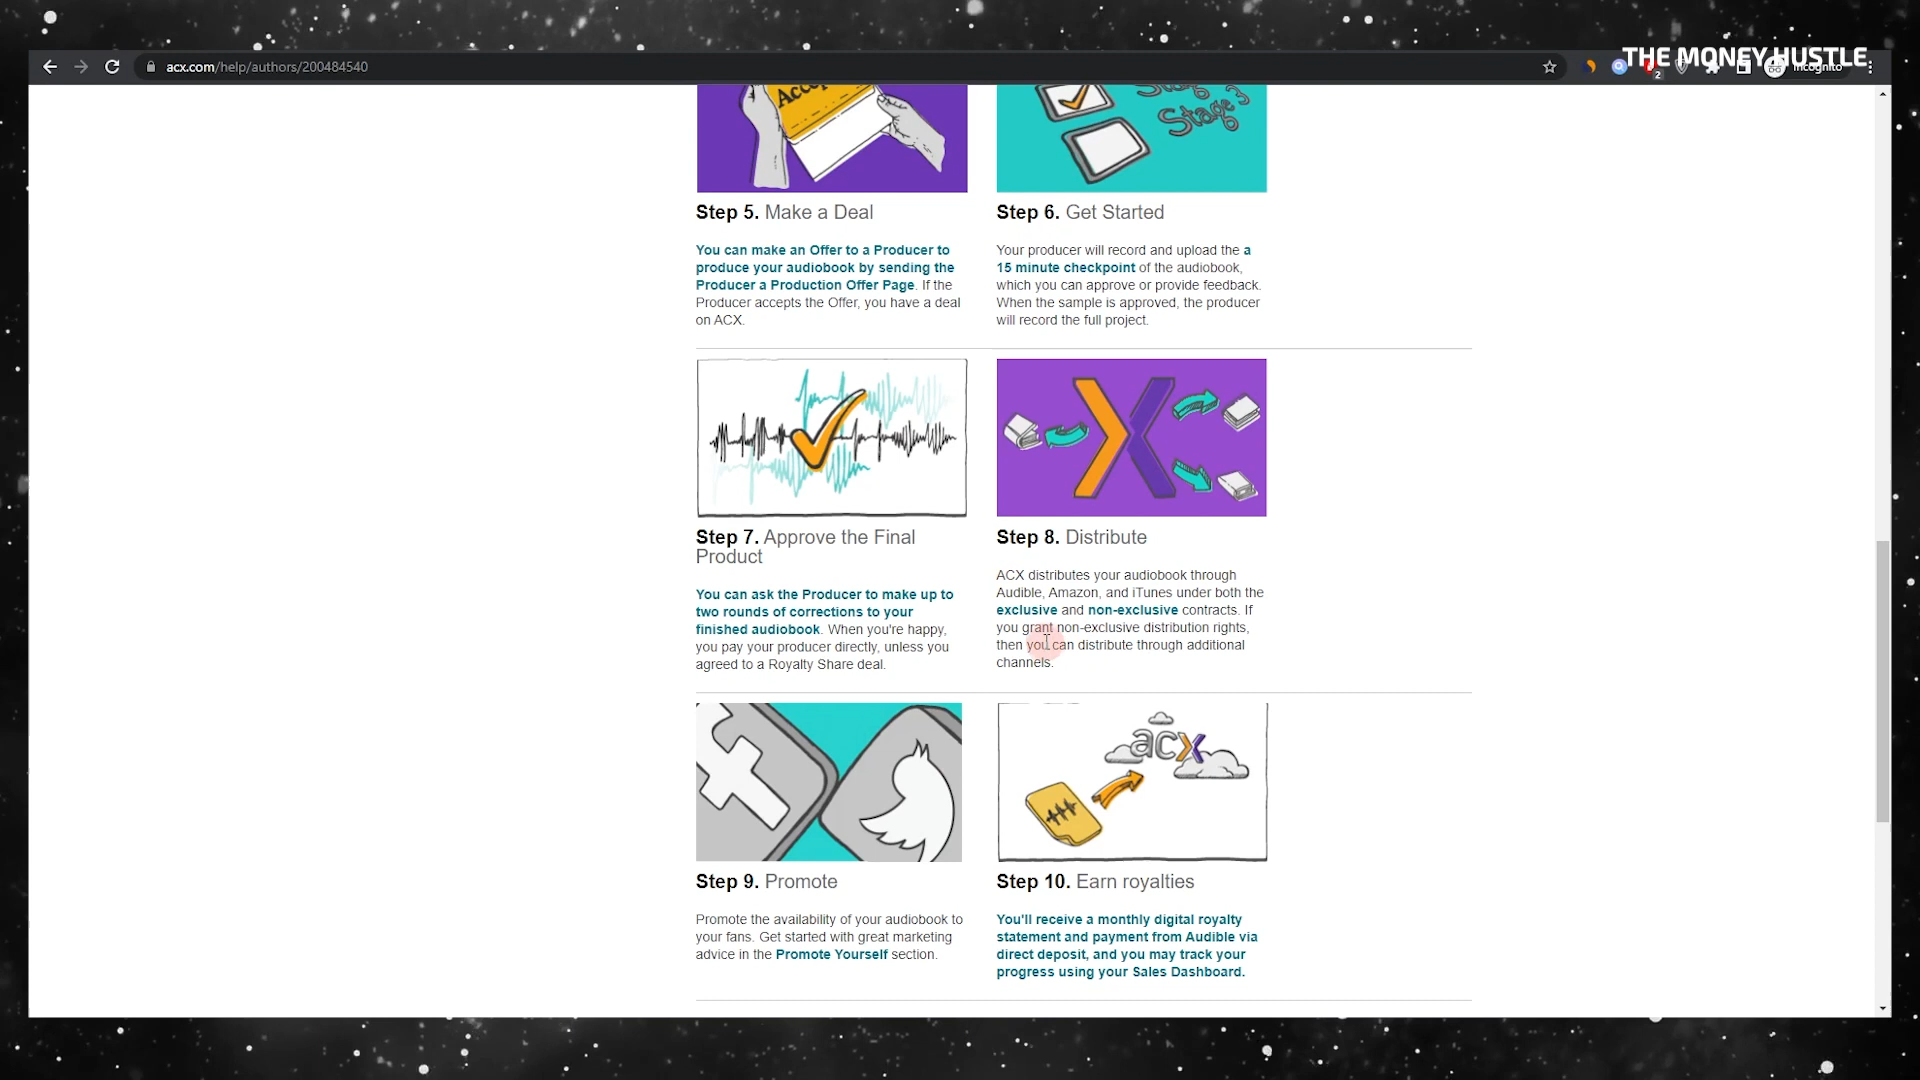 THE MONEY HUSTLE
acx.com/help/authors/200484540
2
Incognito
Stage 3
Step 5. Make a Deal
You can make an Offer to a Producer to
produce your audiobook by sending the
Producer a Production Offer Page. If the
Producer accepts the Offer, you have a deal
on ACX.
Step 6. Get Started
Your producer will record and upload the a
15 minute checkpoint of the audiobook,
which you can approve or provide feedback.
When the sample is approved, the producer
will record the full project.
Step 7. Approve the Final
Product
You can ask the Producer to make up to
two rounds of corrections to your
finished audiobook. When you're happy,
you pay your producer directly, unless you
agreed to a Royalty Share deal.
Step 8. Distribute
ACX distributes your audiobook through
Audible, Amazon, and iTunes under both the
exclusive and non-exclusive contracts. If
you grant non-exclusive distribution rights,
then you can distribute through additional
channels.
acx
Step 9. Promote
Promote the availability of your audiobook to
your fans. Get started with great marketing
advice in the Promote Yourself section.
Step 10. Earn royalties
You'll receive a monthly digital royalty
statement and payment from Audible via
direct deposit, and you may track your
progress using your Sales Dashboard.